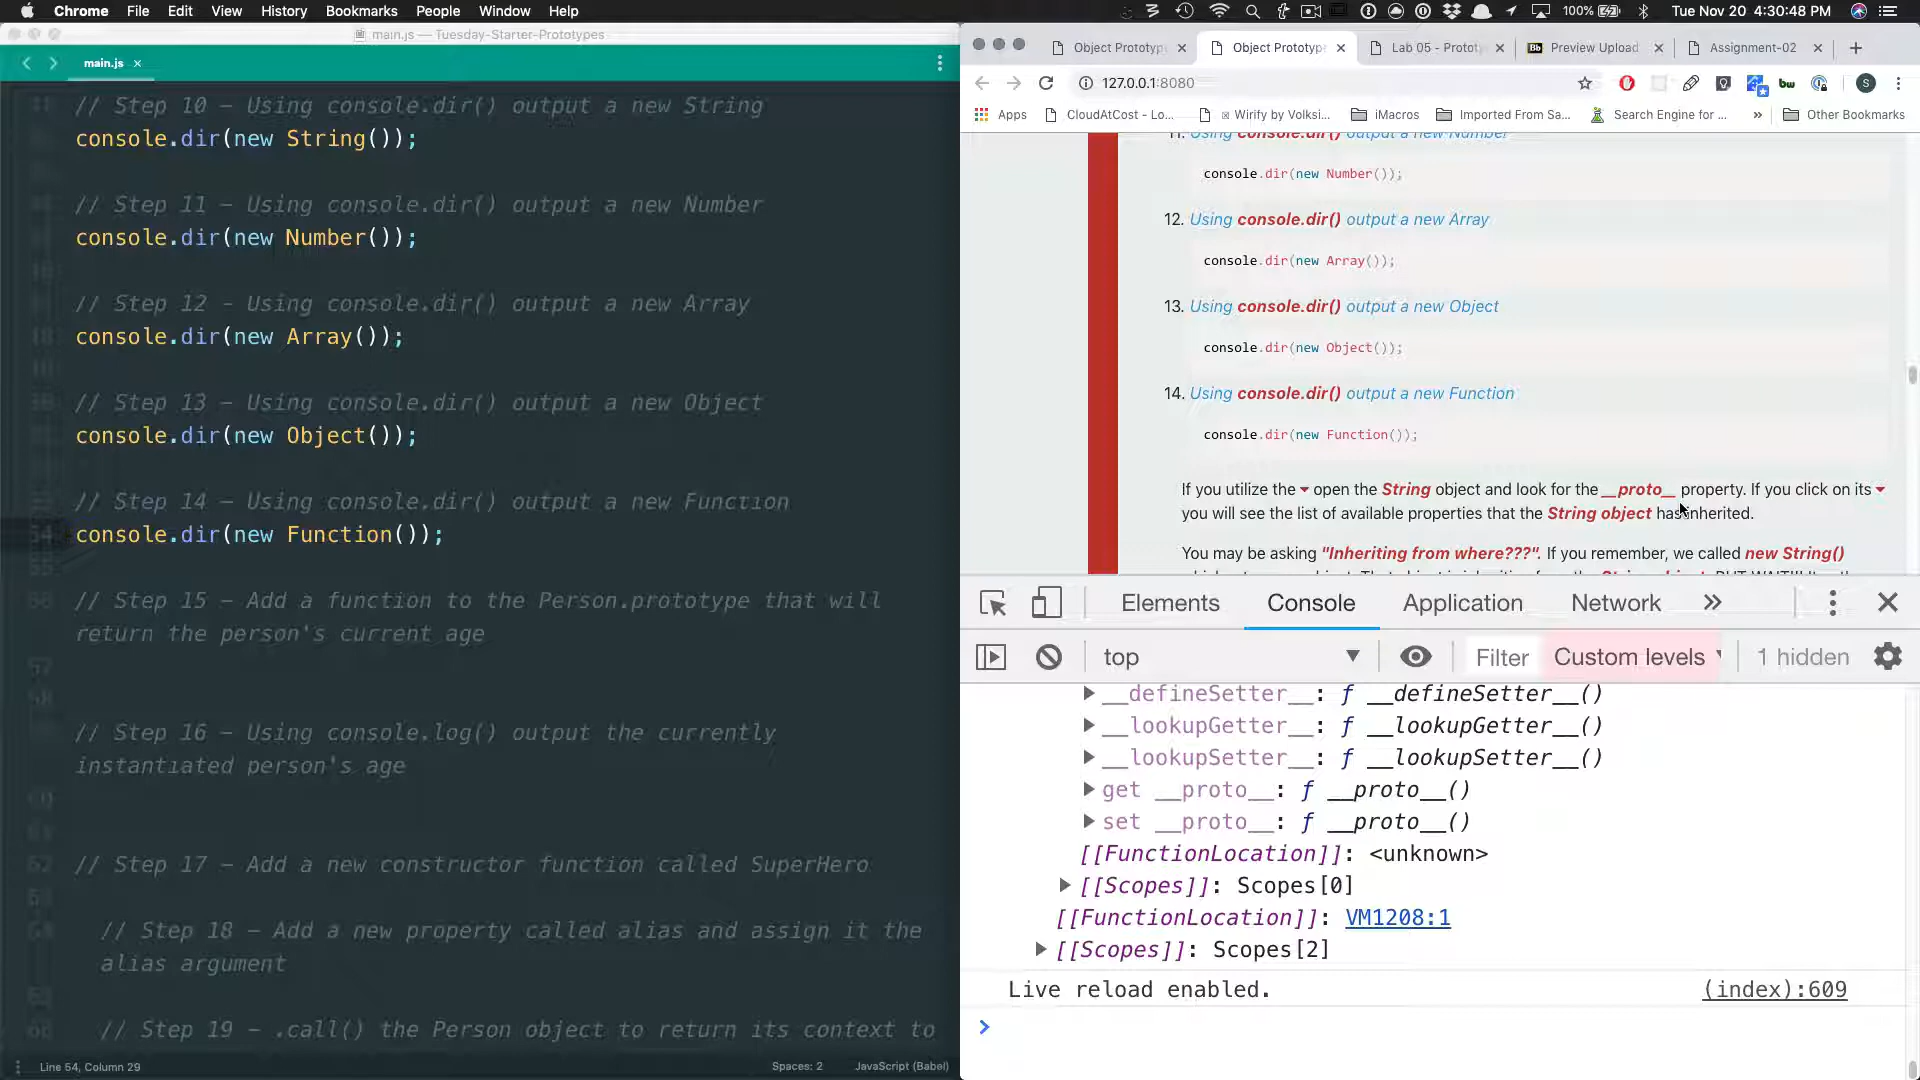 Chrome File Edit View History Bookmarks People Window Help
100% Tue Nov 20 4:30:48 PM
main.js — Tuesday-Starter-Prototypes
main.js ×
// Step 10 – Using console.dir() output a new String
console.dir(new String());
// Step 11 – Using console.dir() output a new Number
console.dir(new Number());
// Step 12 - Using console.dir() output a new Array
console.dir(new Array());
// Step 13 – Using console.dir() output a new Object
console.dir(new Object());
// Step 14 – Using console.dir() output a new Function
54 console.dir(new Function());
// Step 15 – Add a function to the Person.prototype that will
return the person's current age
// Step 16 – Using console.log() output the currently
instantiated person's age
// Step 17 – Add a new constructor function called SuperHero
// Step 18 – Add a new property called alias and assign it the
alias argument
// Step 19 – .call() the Person object to return its context to
Line 54, Column 29 Spaces: 2 JavaScript (Babel)
Object Prototype × Object Prototype × Lab 05 - Protot × Bb Preview Upload × Assignment-02 × +
127.0.0.1:8080
Apps CloudAtCost - Lo... Wirify by Volksi... iMacros Imported From Sa... Search Engine for ... » Other Bookmarks
11. Using console.dir() output a new Number
console.dir(new Number());
12. Using console.dir() output a new Array
console.dir(new Array());
13. Using console.dir() output a new Object
console.dir(new Object());
14. Using console.dir() output a new Function
console.dir(new Function());
If you utilize the ▾ open the String object and look for the __proto__ property. If you click on its ▾
you will see the list of available properties that the String object has inherited.
You may be asking "Inheriting from where???". If you remember, we called new String()
Elements Console Application Network »
top Filter Custom levels 1 hidden
__defineSetter__: ƒ __defineSetter__()
__lookupGetter__: ƒ __lookupGetter__()
__lookupSetter__: ƒ __lookupSetter__()
get __proto__: ƒ __proto__()
set __proto__: ƒ __proto__()
[[FunctionLocation]]: <unknown>
[[Scopes]]: Scopes[0]
[[FunctionLocation]]: VM1208:1
[[Scopes]]: Scopes[2]
Live reload enabled. (index):609